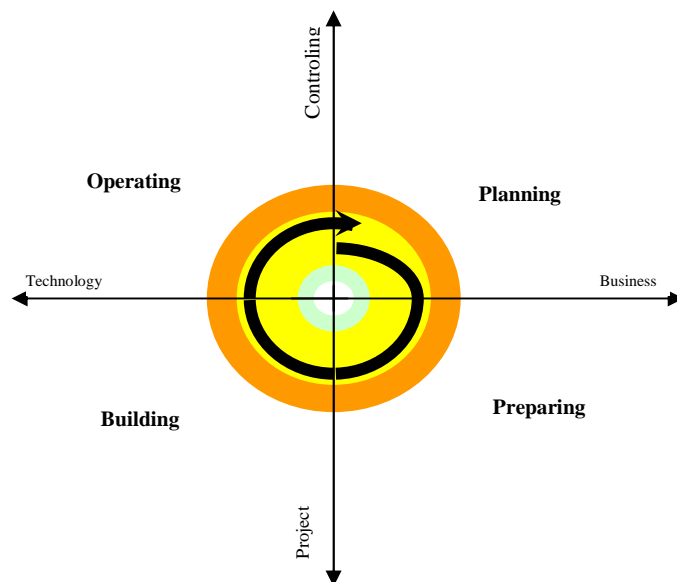 Controling
Operating
Planning
Technology
Business
Building
Preparing
Project